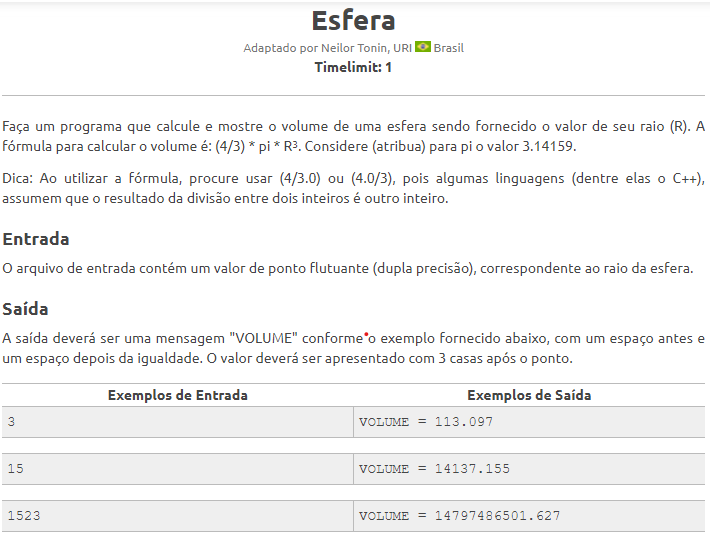 Esfera
Adaptado por Neilor Tonin, URI Brasil
Timelimit: 1
Faça um programa que calcule e mostre o volume de uma esfera sendo fornecido o valor de seu raio (R). A
fórmula para calcular o volume é: (4/3) * pi * R³. Considere (atribua) para pi o valor 3.14159.
Dica: Ao utilizar a fórmula, procure usar (4/3.0) ou (4.0/3), pois algumas linguagens (dentre elas o C++),
assumem que o resultado da divisão entre dois inteiros é outro inteiro.
Entrada
O arquivo de entrada contém um valor de ponto flutuante (dupla precisão), correspondente ao raio da esfera.
Saída
A saída deverá ser uma mensagem "VOLUME" conforme o exemplo fornecido abaixo, com um espaço antes e
um espaço depois da igualdade. O valor deverá ser apresentado com 3 casas após o ponto.
Exemplos de Entrada Exemplos de Saída
3 VOLUME = 113.097
15 VOLUME = 14137.155
1523 VOLUME = 14797486501.627